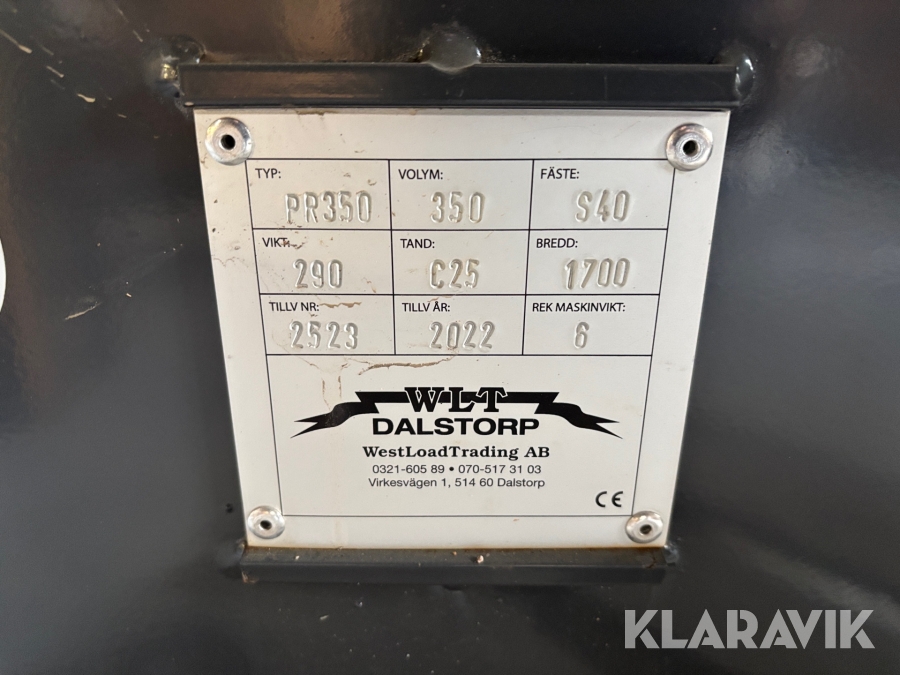 TYP: VOLYM: FÄSTE:
PR350 350 S40
VIKT: TAND: BREDD:
290 C25 1700
TILLV NR: TILLV ÅR: REK MASKINVIKT:
2523 2022 6
WLT
DALSTORP
WestLoadTrading AB
0321-605 89 • 070-517 31 03
Virkesvägen 1, 514 60 Dalstorp
CE
KLARAVIK